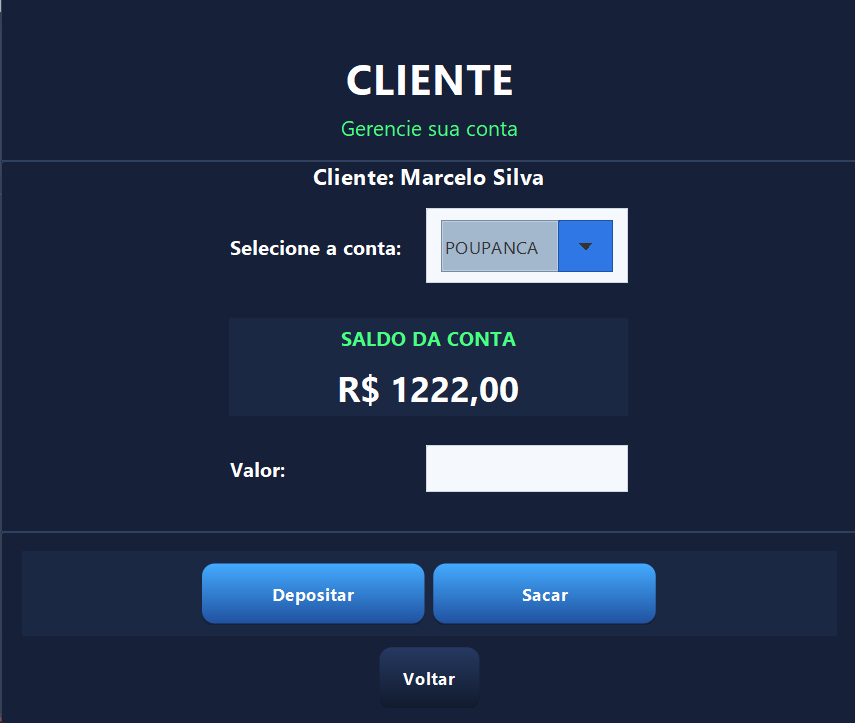 CLIENTE
Gerencie sua conta
Cliente: Marcelo Silva
Selecione a conta: POUPANCA
SALDO DA CONTA
R$ 1222,00
Valor:
Depositar Sacar
Voltar